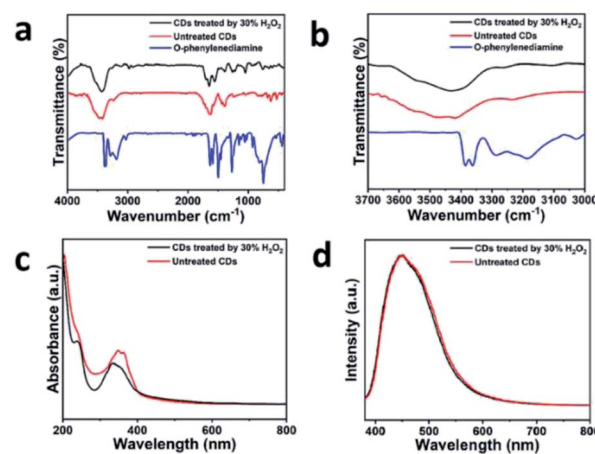 a
CDs treated by 30% H₂O₂
Untreated CDs
O-phenylenediamine
Transmittance (%)
4000 3000 2000 1000
Wavenumber (cm⁻¹)
b
CDs treated by 30% H₂O₂
Untreated CDs
O-phenylenediamine
Transmittance (%)
3700 3600 3500 3400 3300 3200 3100 3000
Wavenumber (cm⁻¹)
c
CDs treated by 30% H₂O₂
Untreated CDs
Absorbance (a.u.)
200 300 400 500 600 700 800
Wavelength (nm)
d
CDs treated by 30% H₂O₂
Untreated CDs
Intensity (a.u.)
400 500 600 700 800
Wavelength (nm)